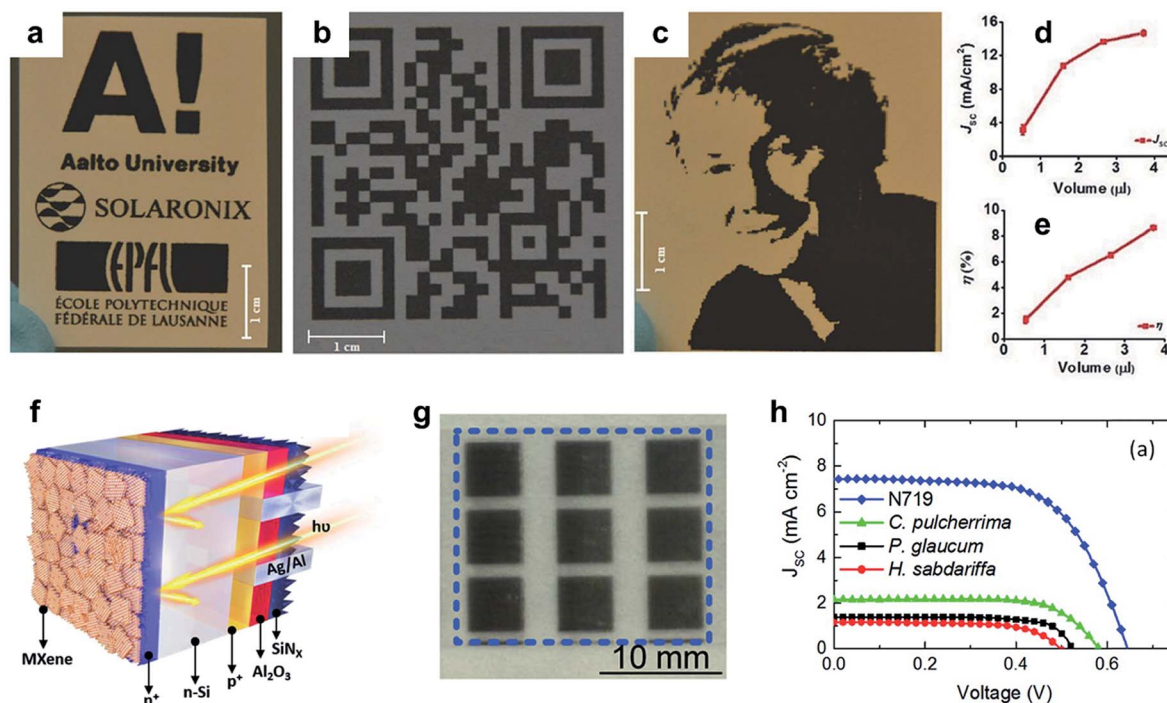 a
A!
Aalto University
SOLARONIX
EPFL
ÉCOLE POLYTECHNIQUE
FÉDÉRALE DE LAUSANNE
1 cm
b
1 cm
c
1 cm
d
16
12
8
4
0
J_sc (mA/cm²)
J_sc
0 1 2 3 4
Volume (µl)
e
10
8
6
4
2
0
η (%)
η
0 1 2 3 4
Volume (µl)
f
hυ
Ag/Al
MXene
n⁺
n-Si
p⁺
Al₂O₃
SiNₓ
g
10 mm
h
(a)
10
8
6
4
2
0
J_sc (mA cm⁻²)
N719
C. pulcherrima
P. glaucum
H. sabdariffa
0.0 0.2 0.4 0.6
Voltage (V)